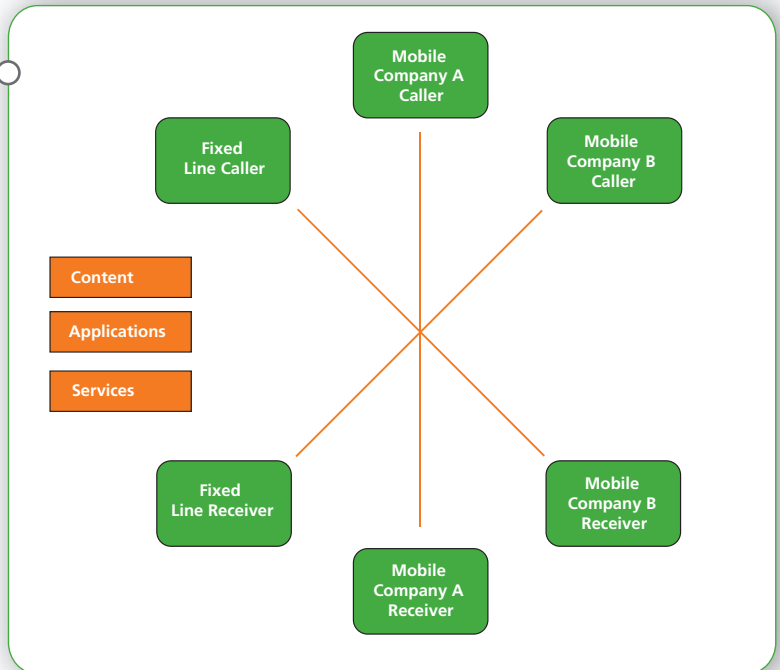 Mobile
Company A
Caller
Fixed
Line Caller
Mobile
Company B
Caller
Content
Applications
Services
Fixed
Line Receiver
Mobile
Company B
Receiver
Mobile
Company A
Receiver